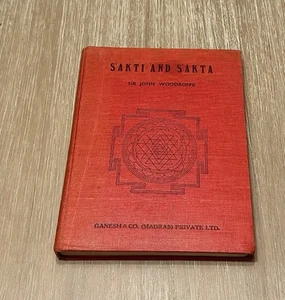 SAKTI AND SAKTA
SIR JOHN WOODROFFE
GANESH & CO. (MADRAS) PRIVATE LTD.